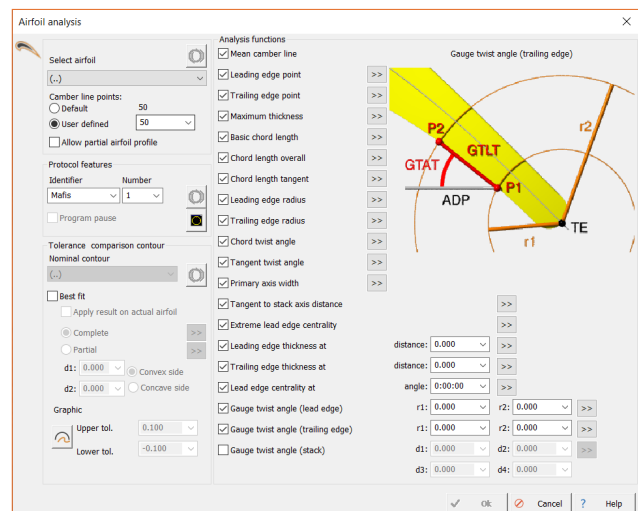 Airfoil analysis
Select airfoil
(..)
Camber line points:
Default 50
User defined 50
Allow partial airfoil profile
Protocol features
Identifier Number
Mafis 1
Program pause
Tolerance comparison contour
Nominal contour
(..)
Best fit
Apply result on actual airfoil
Complete >>
Partial >>
d1: 0.000 Convex side
d2: 0.000 Concave side
Graphic
Upper tol. 0.100
Lower tol. -0.100
Analysis functions
Mean camber line
Leading edge point >>
Trailing edge point >>
Maximum thickness >>
Basic chord length >>
Chord length overall >>
Chord length tangent >>
Leading edge radius >>
Trailing edge radius >>
Chord twist angle >>
Tangent twist angle >>
Primary axis width >>
Tangent to stack axis distance >>
Extreme lead edge centrality >>
Leading edge thickness at distance: 0.000 >>
Trailing edge thickness at distance: 0.000 >>
Lead edge centrality at angle: 0:00:00 >>
Gauge twist angle (lead edge) r1: 0.000 r2: 0.000 >>
Gauge twist angle (trailing edge) r1: 0.000 r2: 0.000 >>
Gauge twist angle (stack) d1: 0.000 d2: 0.000 >>
d3: 0.000 d4: 0.000
Gauge twist angle (trailing edge)
P2
r2
GTLT
GTAT
P1
ADP
TE
r1
Ok Cancel ? Help